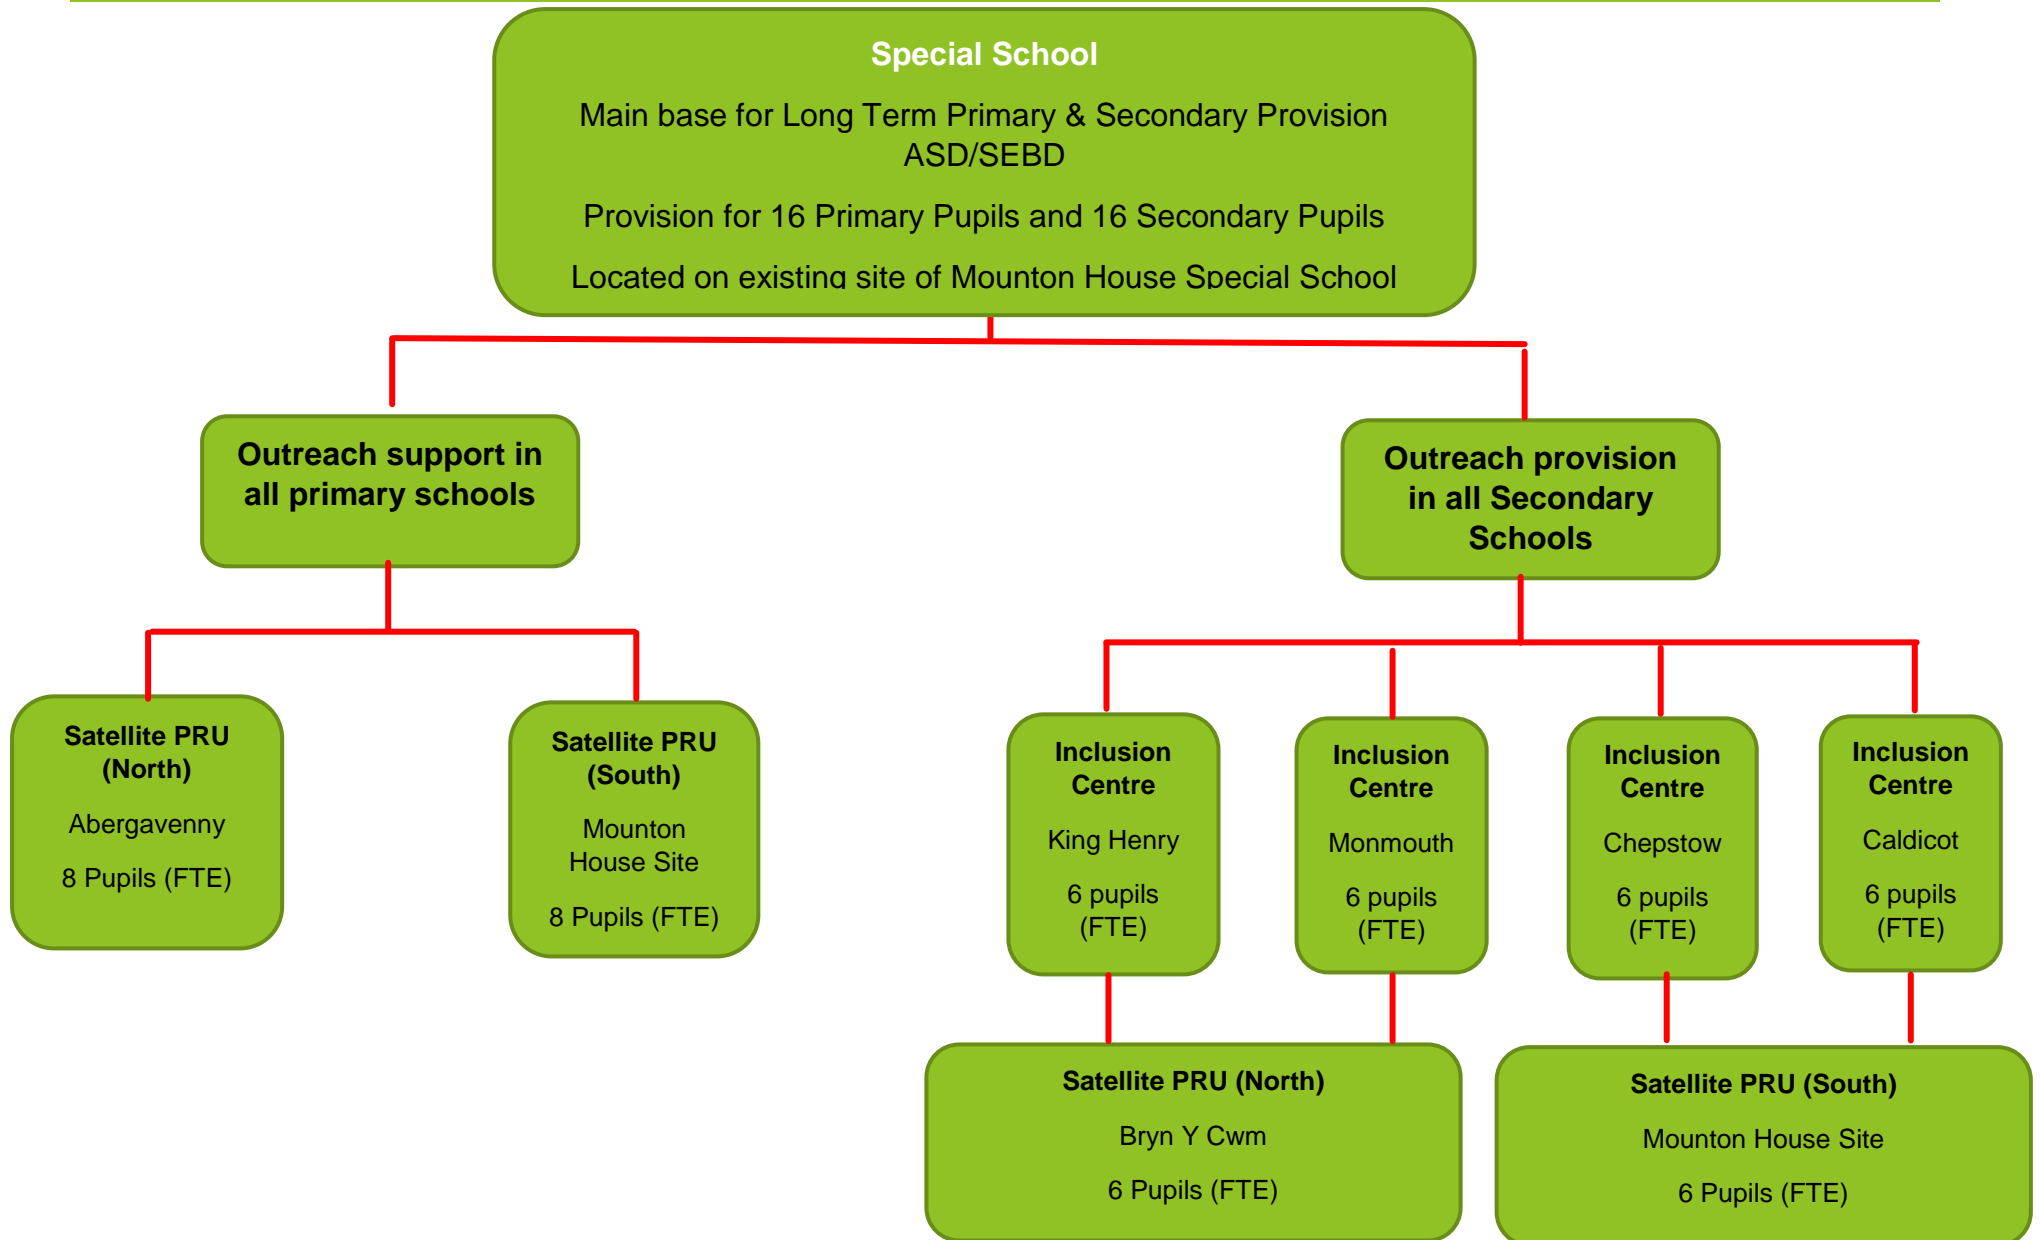 Special School
Main base for Long Term Primary & Secondary Provision
ASD/SEBD
Provision for 16 Primary Pupils and 16 Secondary Pupils
Located on existing site of Mounton House Special School
Outreach support in
all primary schools
Outreach provision
in all Secondary
Schools
Satellite PRU
(North)
Abergavenny
8 Pupils (FTE)
Satellite PRU
(South)
Mounton
House Site
8 Pupils (FTE)
Inclusion
Centre
King Henry
6 pupils
(FTE)
Inclusion
Centre
Monmouth
6 pupils
(FTE)
Inclusion
Centre
Chepstow
6 pupils
(FTE)
Inclusion
Centre
Caldicot
6 pupils
(FTE)
Satellite PRU (North)
Bryn Y Cwm
6 Pupils (FTE)
Satellite PRU (South)
Mounton House Site
6 Pupils (FTE)